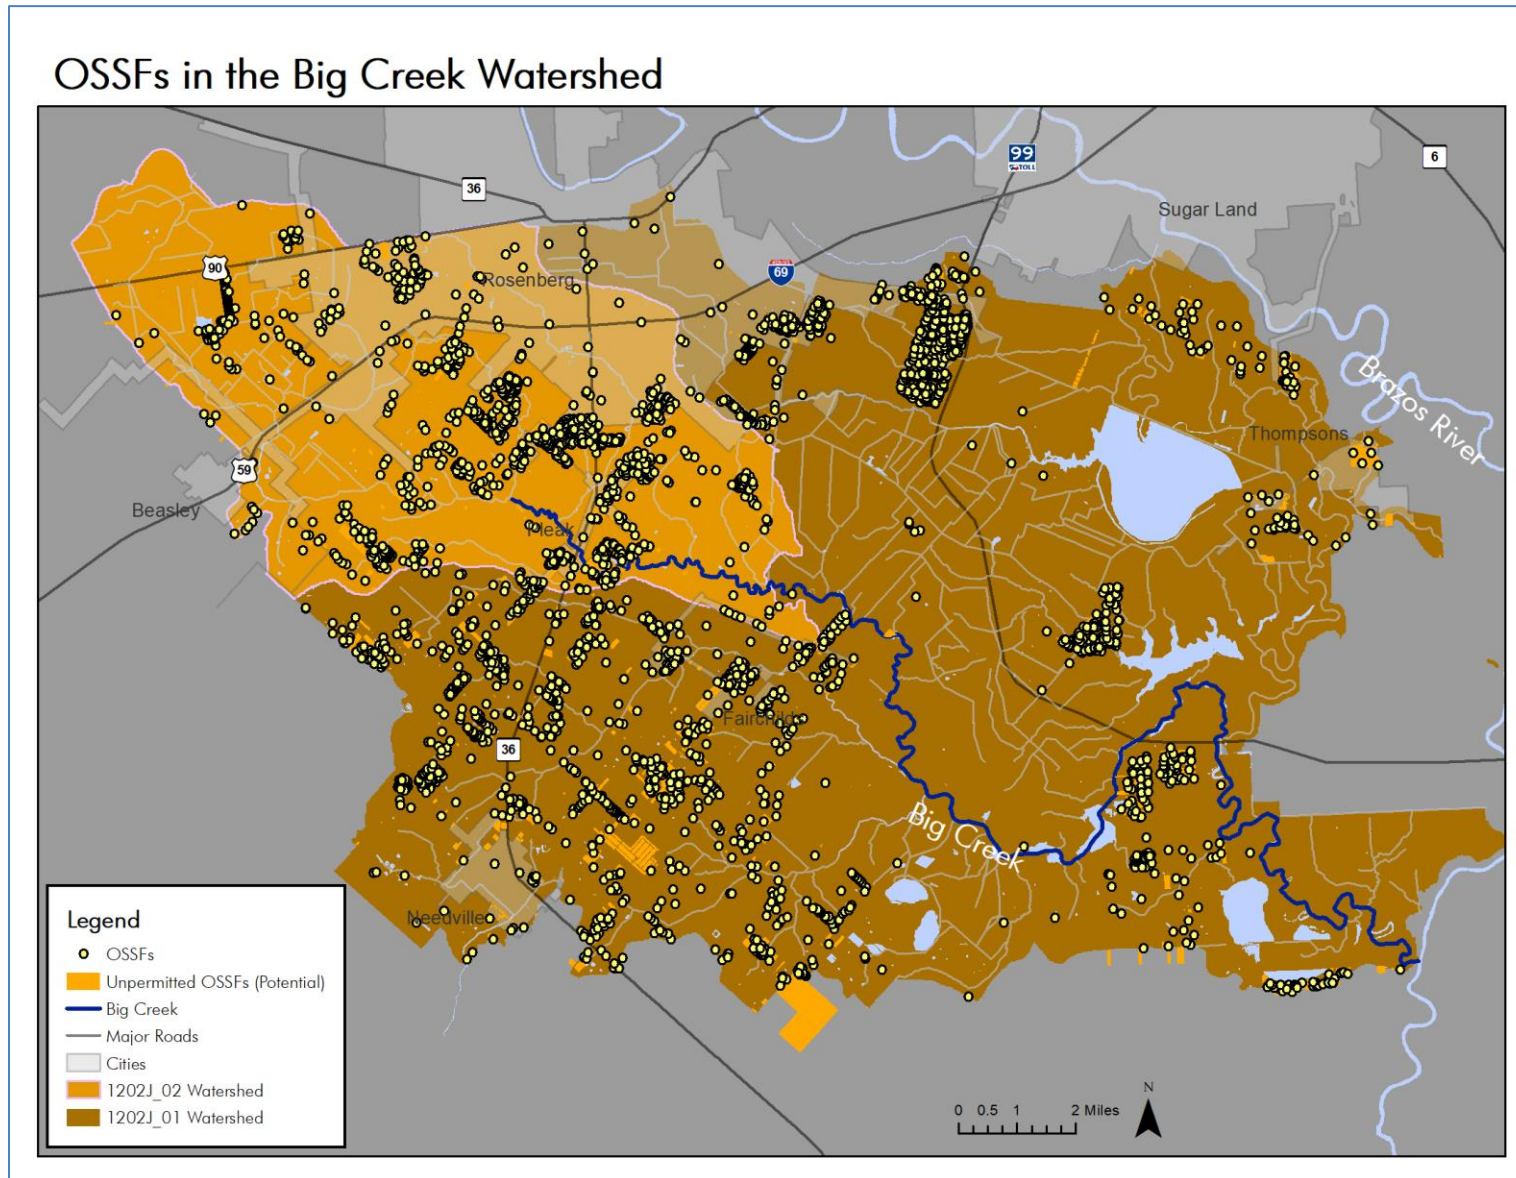 OSSFs in the Big Creek Watershed
99
TOLL
6
36
Sugar Land
90
69
Rosenberg
Brazos River
Thompsons
59
Beasley
Pleak
Fairchilds
36
Big Creek
Needville
Legend
OSSFs
Unpermitted OSSFs (Potential)
Big Creek
Major Roads
Cities
1202J_02 Watershed
1202J_01 Watershed
N
0 0.5 1 2 Miles